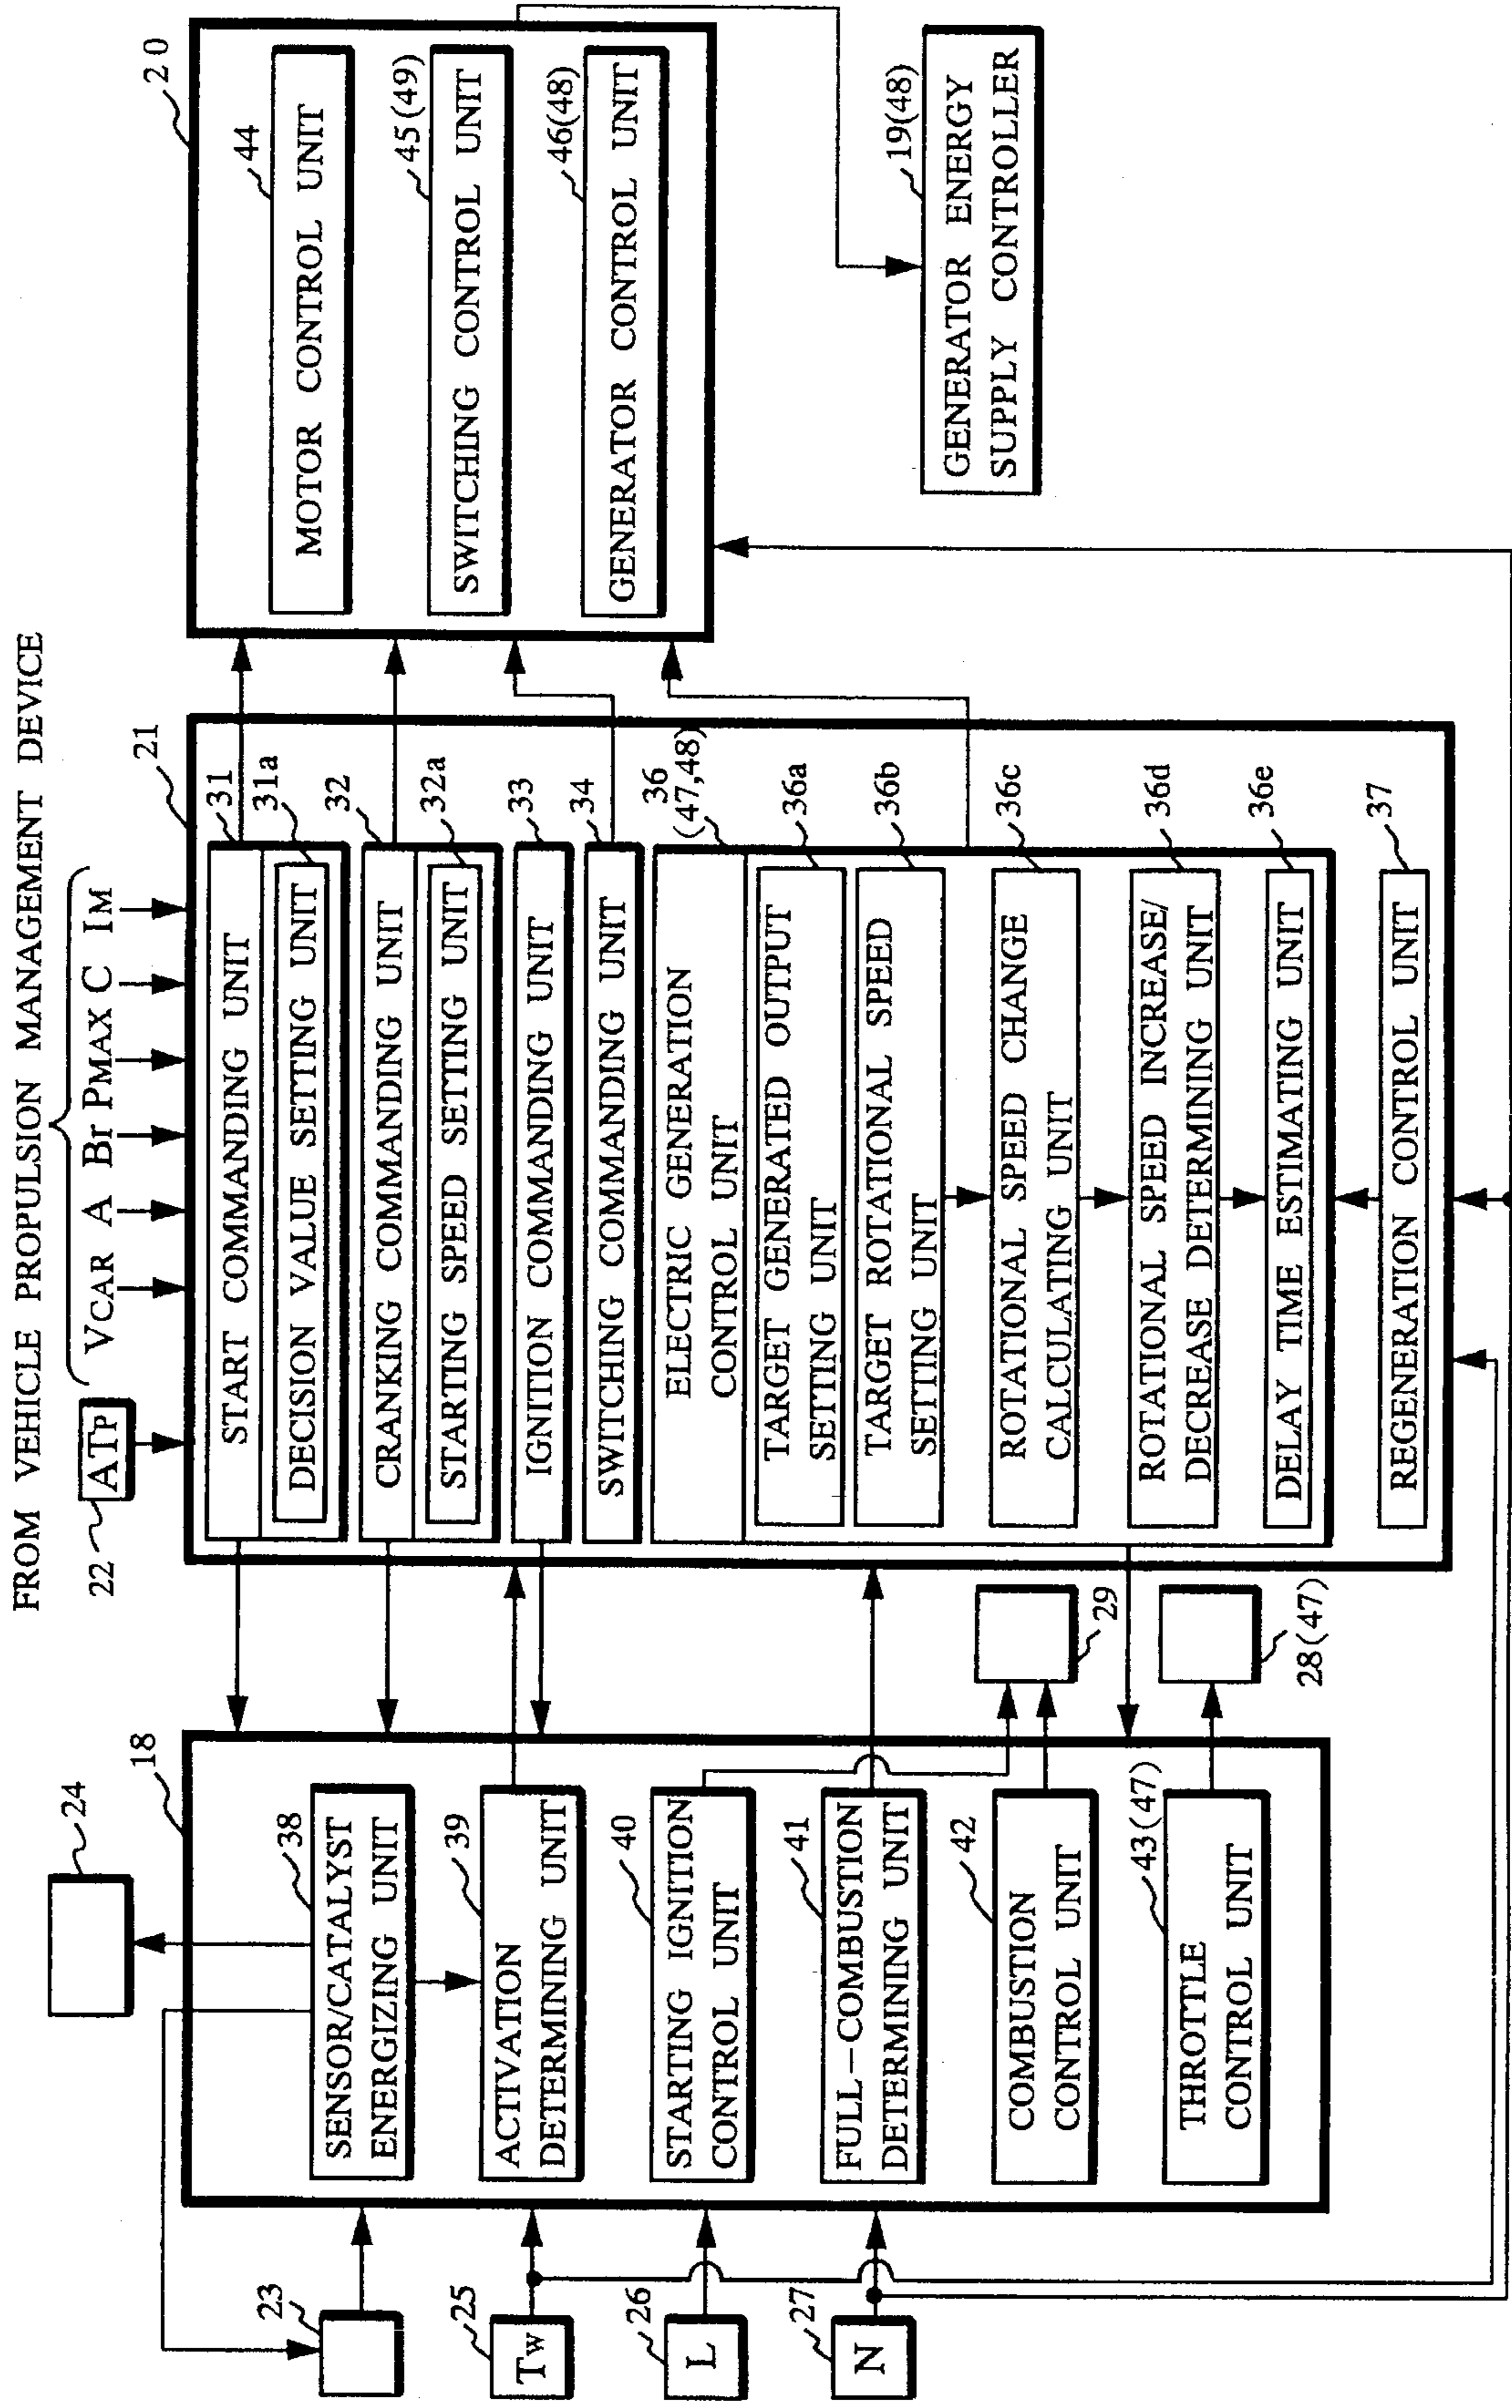 FROM VEHICLE PROPULSION MANAGEMENT DEVICE
22
ATP
VCAR
A
Br
PMAX
C
IM
24
18
38
SENSOR/CATALYST
ENERGIZING UNIT
39
ACTIVATION
DETERMINING UNIT
40
STARTING IGNITION
CONTROL UNIT
41
FULL-COMBUSTION
DETERMINING UNIT
42
COMBUSTION
CONTROL UNIT
43(47)
THROTTLE
CONTROL UNIT
23
25
Tw
26
L
27
N
29
28(47)
21
START COMMANDING UNIT
31
DECISION VALUE SETTING UNIT
31a
CRANKING COMMANDING UNIT
32
STARTING SPEED SETTING UNIT
32a
IGNITION COMMANDING UNIT
33
SWITCHING COMMANDING UNIT
34
ELECTRIC GENERATION
CONTROL UNIT
36
(47,48)
TARGET GENERATED OUTPUT
SETTING UNIT
36a
TARGET ROTATIONAL SPEED
SETTING UNIT
36b
ROTATIONAL SPEED CHANGE
CALCULATING UNIT
36c
ROTATIONAL SPEED INCREASE/
DECREASE DETERMINING UNIT
36d
DELAY TIME ESTIMATING UNIT
36e
REGENERATION CONTROL UNIT
37
20
44
MOTOR CONTROL UNIT
45(49)
SWITCHING CONTROL UNIT
46(48)
GENERATOR CONTROL UNIT
19(48)
GENERATOR ENERGY
SUPPLY CONTROLLER